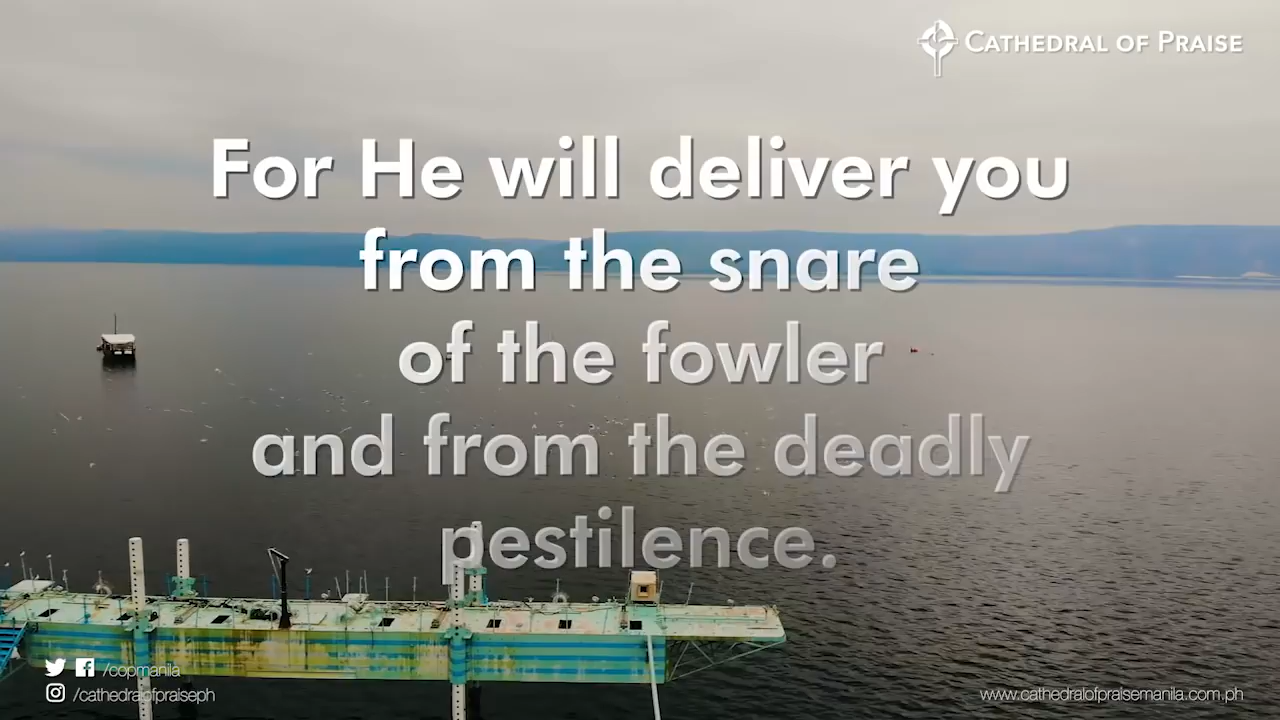 CATHEDRAL OF PRAISE
For He will deliver you
from the snare
of the fowler
and from the deadly
pestilence.
/copmanila
/cathedralofpraiseph
www.cathedralofpraisemanila.com.ph